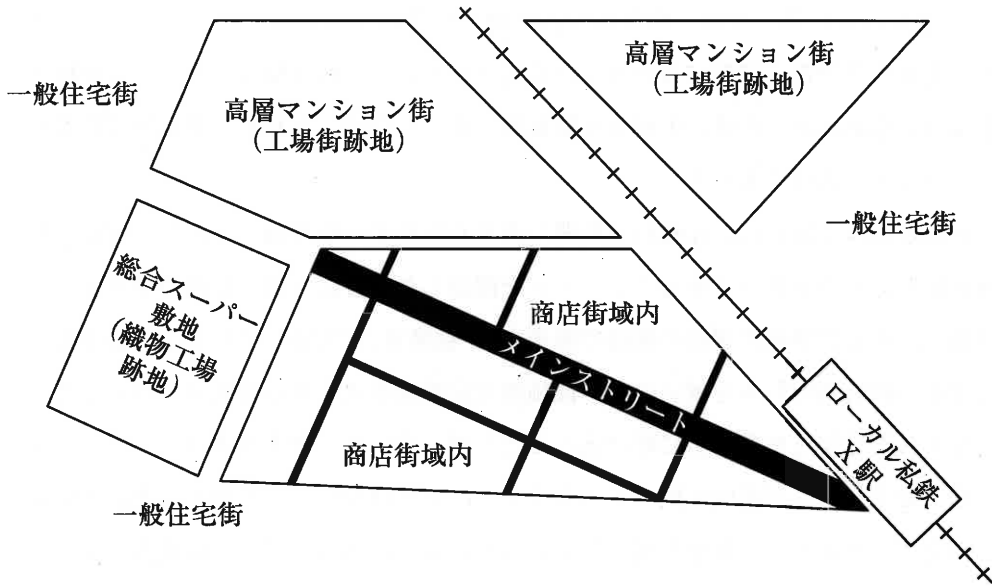 一般住宅街
高層マンション街
(工場街跡地)
高層マンション街
(工場街跡地)
一般住宅街
総合スーパー
敷地
(織物工場
跡地)
商店街域内
メインストリート
商店街域内
ローカル私鉄
X駅
一般住宅街